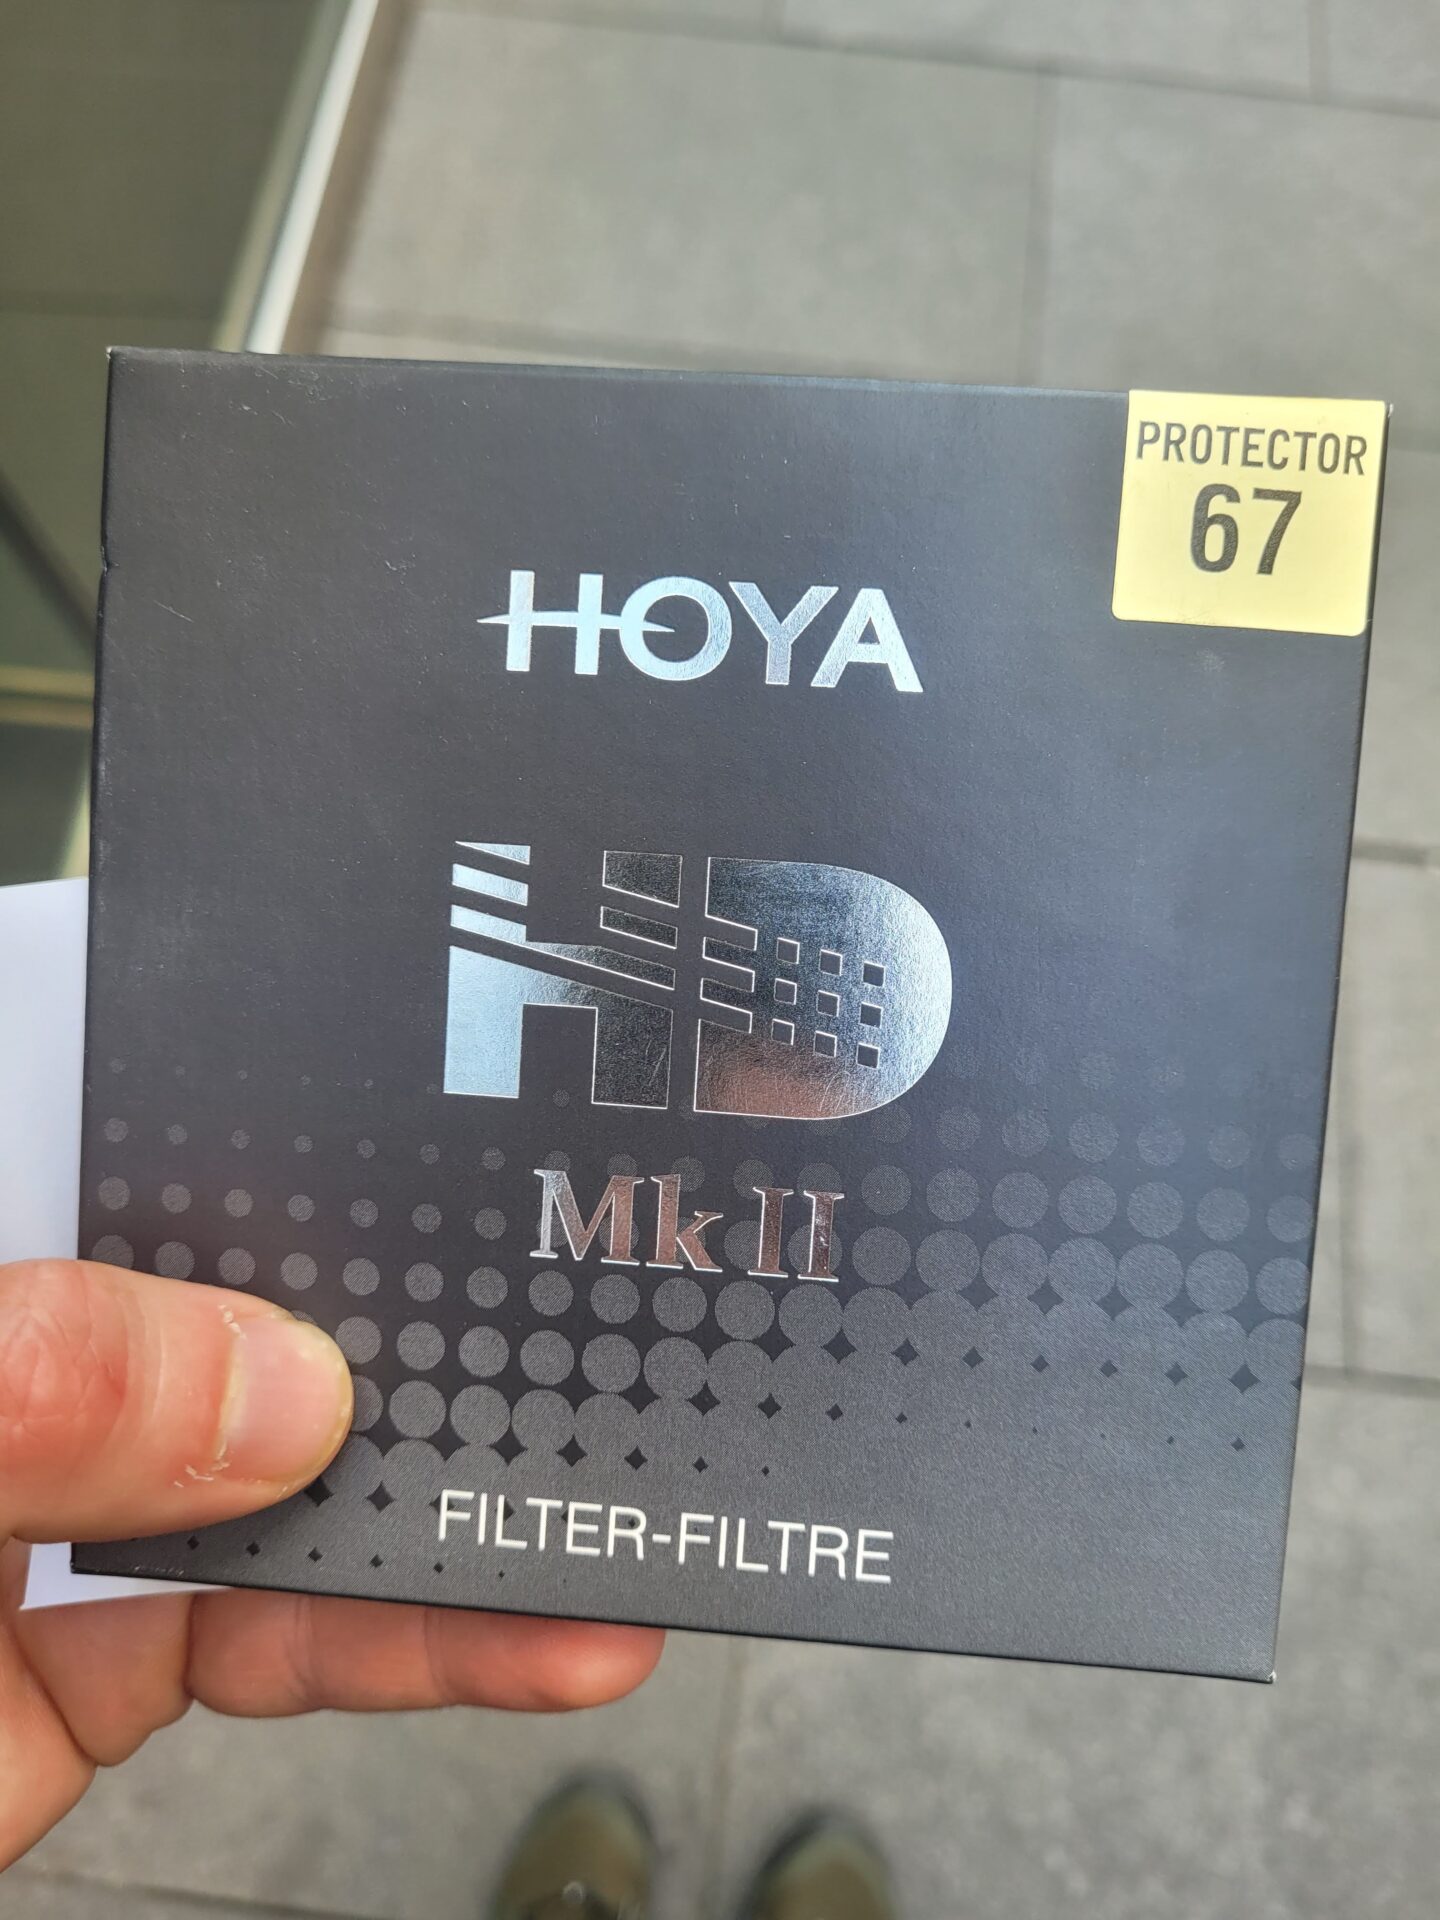 PROTECTOR
67
HOYA
HD
Mk II
FILTER-FILTRE